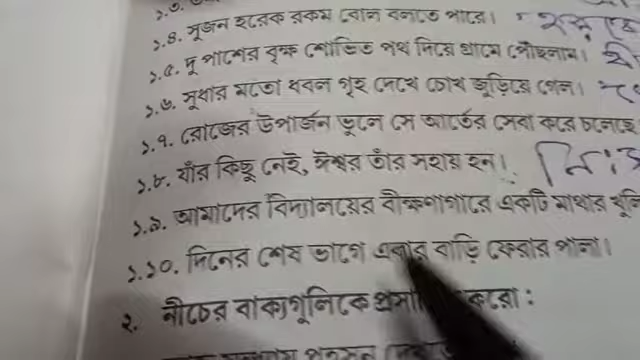 ১.৪. সুজন হরেক রকম বোল বলতে পারে।
১.৫. দু পাশের বৃক্ষ শোভিত পথ দিয়ে গ্রামে পৌঁছলাম।
১.৬. সুধার মতো ধবল গৃহ দেখে চোখ জুড়িয়ে গেল।
১.৭. রোজের উপার্জন ভুলে সে আর্তের সেবা করে চলেছে
১.৮. যাঁর কিছু নেই, ঈশ্বর তাঁর সহায় হন।
১.৯. আমাদের বিদ্যালয়ের বীক্ষণাগারে একটি মাথার খুলি
১.১০. দিনের শেষ ভাগে এবার বাড়ি ফেরার পালা।
২. নীচের বাক্যগুলিকে করো :